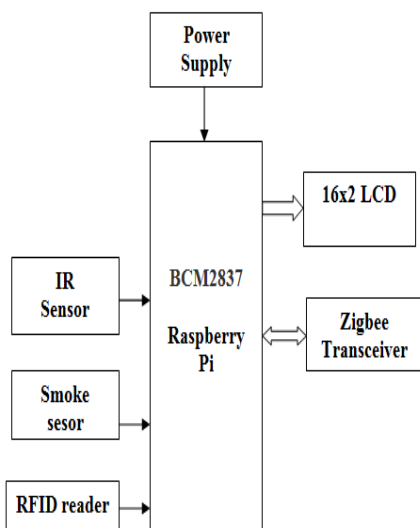 Power
Supply
16x2 LCD
IR
Sensor
BCM2837
Raspberry
Pi
Zigbee
Transceiver
Smoke
sesor
RFID reader